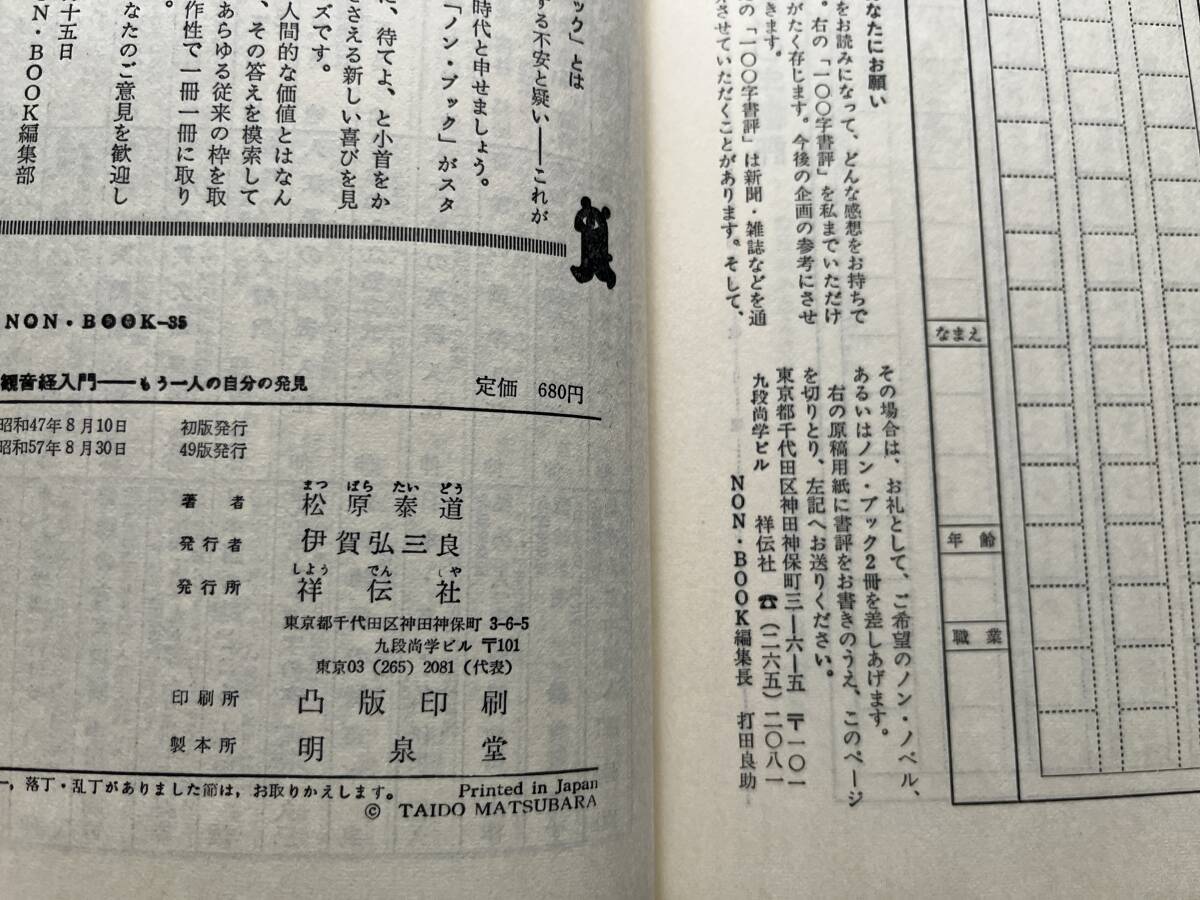 ック」とは
する不安と疑い――これが
時代と申せましょう。
「ノン・ブック」がスタ
、待てよ、と小首をか
ささえる新しい喜びを見
ズです。
人間的な価値とはなん
、その答えを模索して
あらゆる従来の枠を取
作性で一冊一冊に取り
。
なたのご意見を歓迎し
十五日
N・BOOK編集部
NON・BOOK-35
観音経入門――もう一人の自分の発見 定価 680円
昭和47年8月10日 初版発行
昭和57年8月30日 49版発行
著者 松原泰道
まつ ばら たい どう
発行者 伊賀弘三良
発行所 祥伝社
しょう でん しゃ
東京都千代田区神田神保町 3-6-5
九段尚学ビル 〒101
東京03(265)2081(代表)
印刷所 凸版印刷
製本所 明泉堂
一,落丁・乱丁がありました節は,お取りかえします。 Printed in Japan
© TAIDO MATSUBARA
なたにお願い
をお読みになって、どんな感想をお持ちで
。右の「一〇〇字書評」を私までいただけ
がたく存じます。今後の企画の参考にさせ
きます。
の「一〇〇字書評」は新聞・雑誌などを通
させていただくことがあります。そして、
その場合は、お礼として、ご希望のノン・ノベル、
あるいはノン・ブック2冊を差しあげます。
右の原稿用紙に書評をお書きのうえ、このページ
を切りとり、左記へお送りください。
東京都千代田区神田神保町三―六―五 〒一〇一
九段尚学ビル 祥伝社 ☎(二六五)二〇八一
NON・BOOK編集長 打田良助
なまえ
年齢
職業